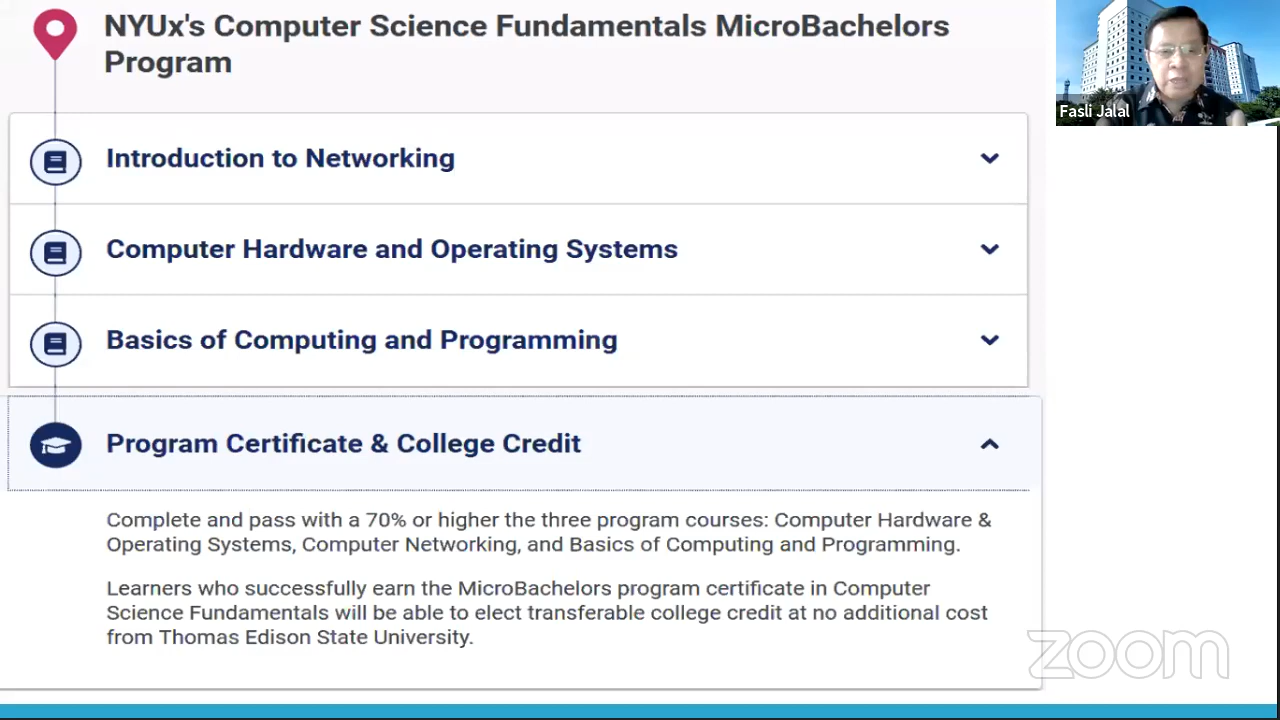 NYUx's Computer Science Fundamentals MicroBachelors
Program
Fasli Jalal
Introduction to Networking
Computer Hardware and Operating Systems
Basics of Computing and Programming
Program Certificate & College Credit
Complete and pass with a 70% or higher the three program courses: Computer Hardware &
Operating Systems, Computer Networking, and Basics of Computing and Programming.
Learners who successfully earn the MicroBachelors program certificate in Computer
Science Fundamentals will be able to elect transferable college credit at no additional cost
from Thomas Edison State University.
zoom